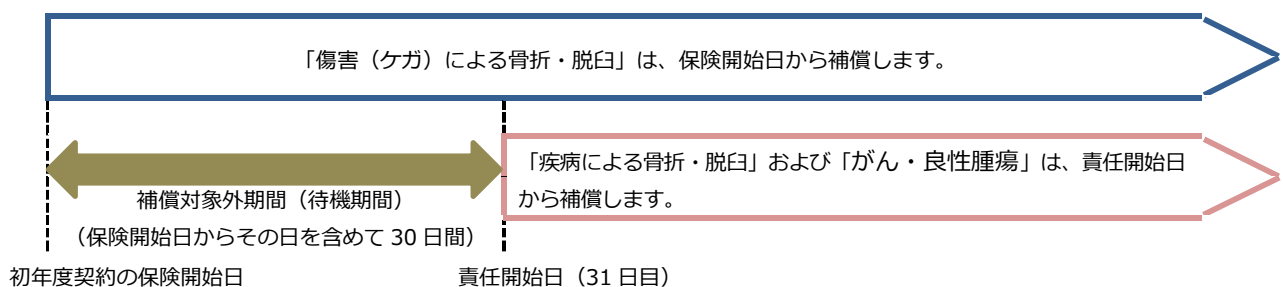 「傷害（ケガ）による骨折・脱臼」は、保険開始日から補償します。
「疾病による骨折・脱臼」および「がん・良性腫瘍」は、責任開始日
から補償します。
補償対象外期間（待機期間）
（保険開始日からその日を含めて 30 日間）
初年度契約の保険開始日
責任開始日（31 日目）